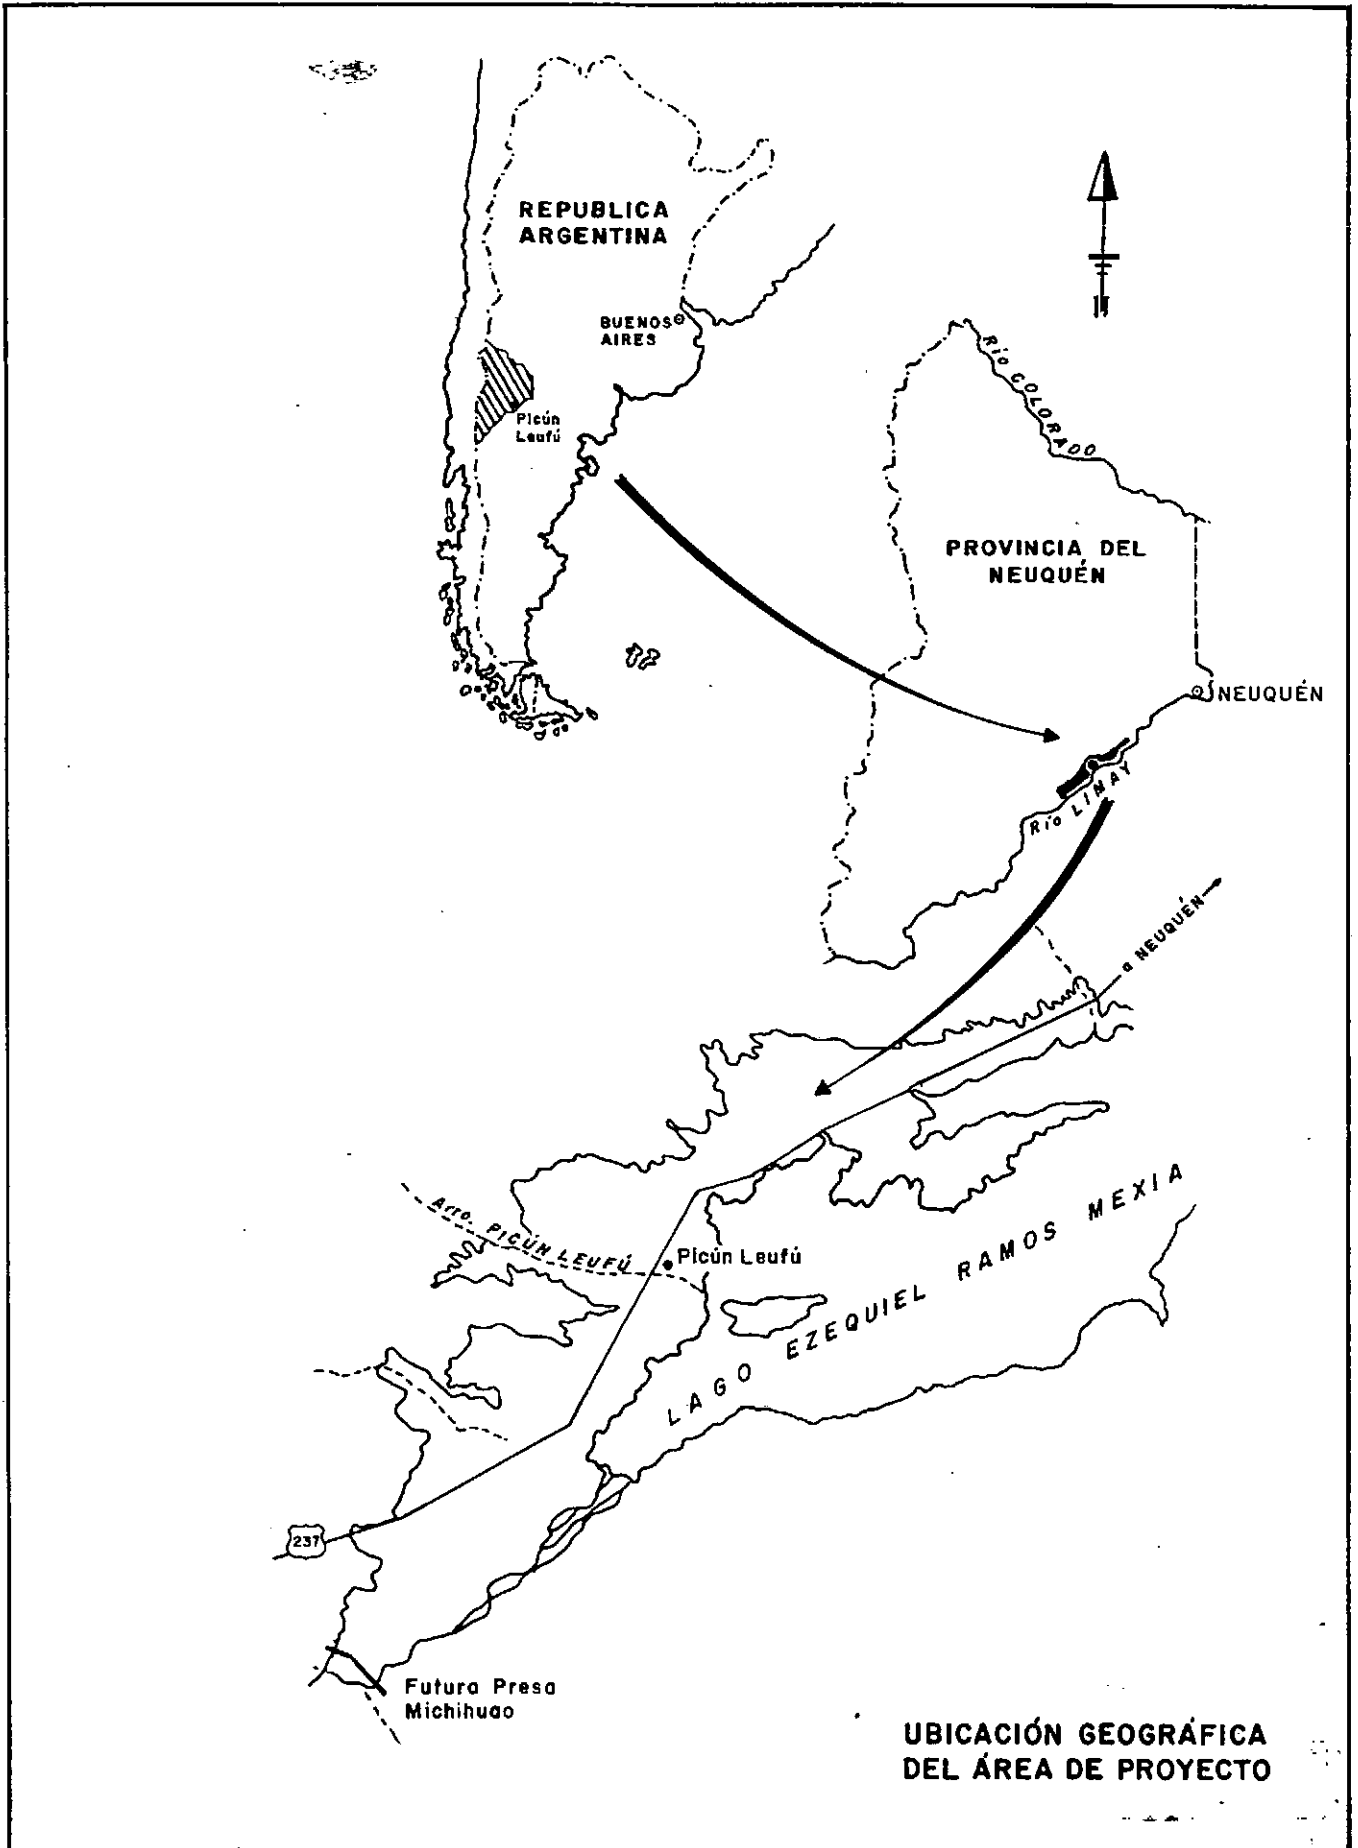 REPUBLICA
ARGENTINA
BUENOS
AIRES
Picún
Leufú
Río COLORADO
PROVINCIA DEL
NEUQUÉN
NEUQUÉN
Río LIMAY
a NEUQUÉN
Arro. PICÚN LEUFÚ
Picún Leufú
LAGO EZEQUIEL RAMOS MEXIA
237
Futura Presa
Michihuao
UBICACIÓN GEOGRÁFICA
DEL ÁREA DE PROYECTO